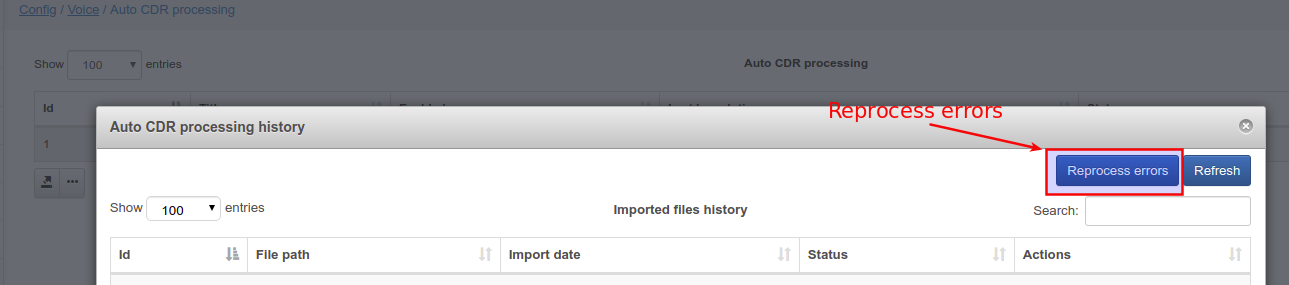 Config / Voice / Auto CDR processing
Show 100 entries
Auto CDR processing
Id
Reprocess errors
Auto CDR processing history
1
Reprocess errors Refresh
Show 100 entries
Imported files history
Search:
Id File path Import date Status Actions